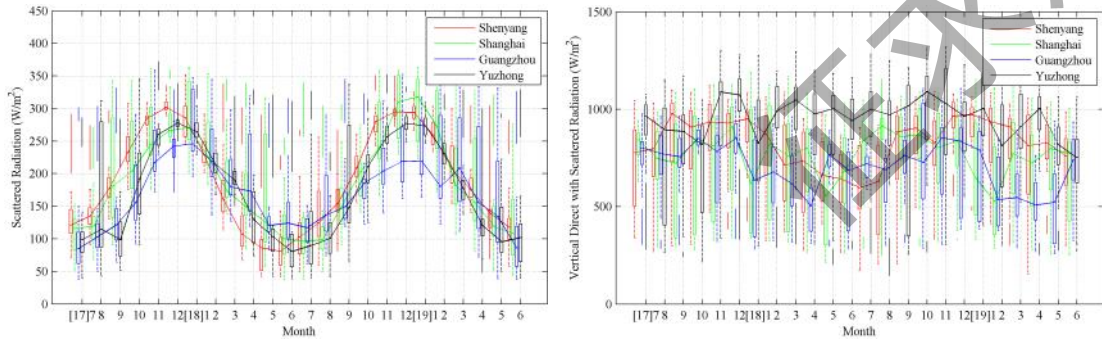 450
400
350
300
250
200
150
100
50
0
Scattered Radiation (W/m²)
Shenyang
Shanghai
Guangzhou
Yuzhong
[17]7 8 9 10 11 12[18]1 2 3 4 5 6 7 8 9 10 11 12[19]1 2 3 4 5 6
Month
1500
1000
500
0
Vertical Direct with Scattered Radiation (W/m²)
Shenyang
Shanghai
Guangzhou
Yuzhong
[17]7 8 9 10 11 12[18]1 2 3 4 5 6 7 8 9 10 11 12[19]1 2 3 4 5 6
Month